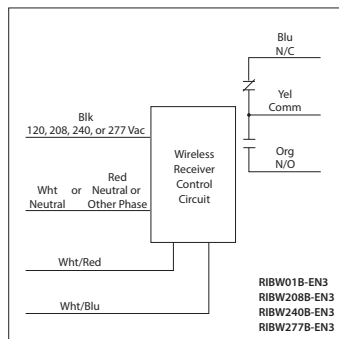 Blu
N/C
Yel
Comm
Org
N/O
Blk
120, 208, 240, or 277 Vac
Wireless
Receiver
Control
Circuit
Red
Wht or Neutral or
Neutral Other Phase
Wht/Red
Wht/Blu
RIBW01B-EN3
RIBW208B-EN3
RIBW240B-EN3
RIBW277B-EN3